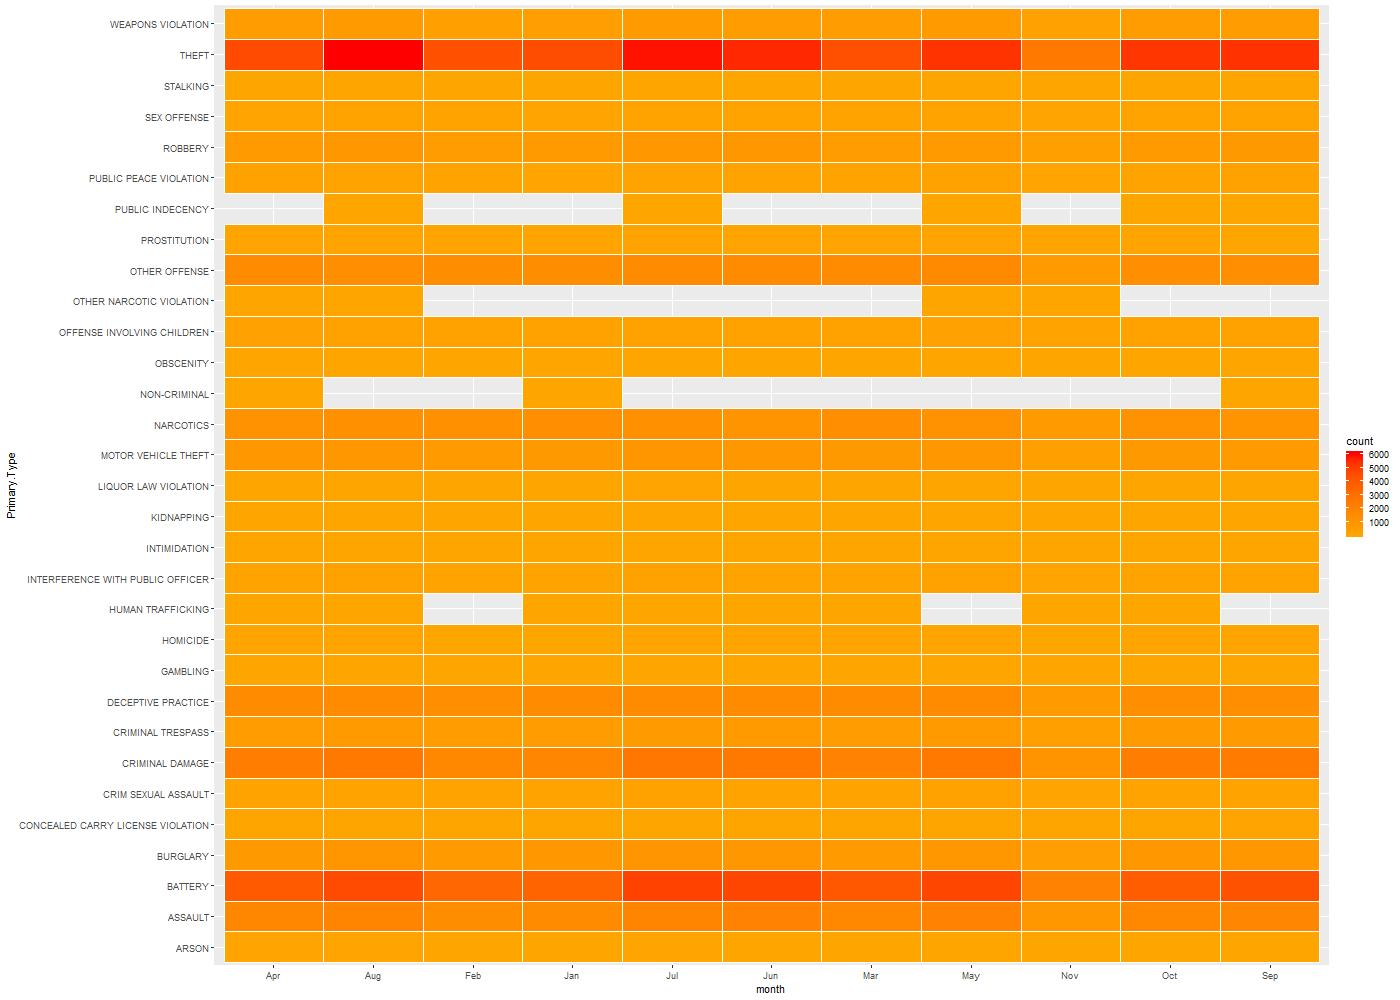 WEAPONS VIOLATION
THEFT
STALKING
SEX OFFENSE
ROBBERY
PUBLIC PEACE VIOLATION
PUBLIC INDECENCY
PROSTITUTION
OTHER OFFENSE
OTHER NARCOTIC VIOLATION
OFFENSE INVOLVING CHILDREN
OBSCENITY
NON-CRIMINAL
NARCOTICS
MOTOR VEHICLE THEFT
LIQUOR LAW VIOLATION
KIDNAPPING
INTIMIDATION
INTERFERENCE WITH PUBLIC OFFICER
HUMAN TRAFFICKING
HOMICIDE
GAMBLING
DECEPTIVE PRACTICE
CRIMINAL TRESPASS
CRIMINAL DAMAGE
CRIM SEXUAL ASSAULT
CONCEALED CARRY LICENSE VIOLATION
BURGLARY
BATTERY
ASSAULT
ARSON
Primary.Type
Apr Aug Feb Jan Jul Jun Mar May Nov Oct Sep
month
count
6000
5000
4000
3000
2000
1000